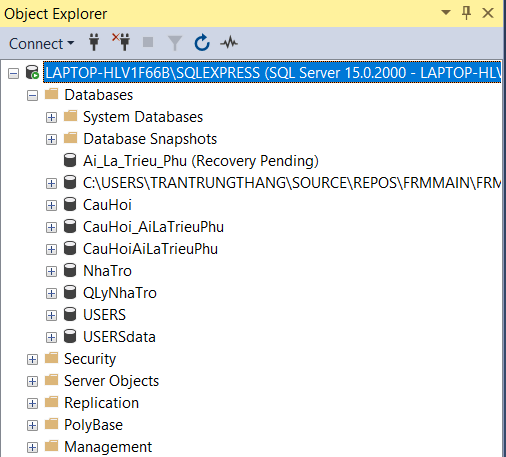 Object Explorer
Connect
LAPTOP-HLV1F66B\SQLEXPRESS (SQL Server 15.0.2000 - LAPTOP-HL\
Databases
System Databases
Database Snapshots
Ai_La_Trieu_Phu (Recovery Pending)
C:\USERS\TRANTRUNGTHANG\SOURCE\REPOS\FRMMAIN\FRM
CauHoi
CauHoi_AiLaTrieuPhu
CauHoiAiLaTrieuPhu
NhaTro
QLyNhaTro
USERS
USERSdata
Security
Server Objects
Replication
PolyBase
Management